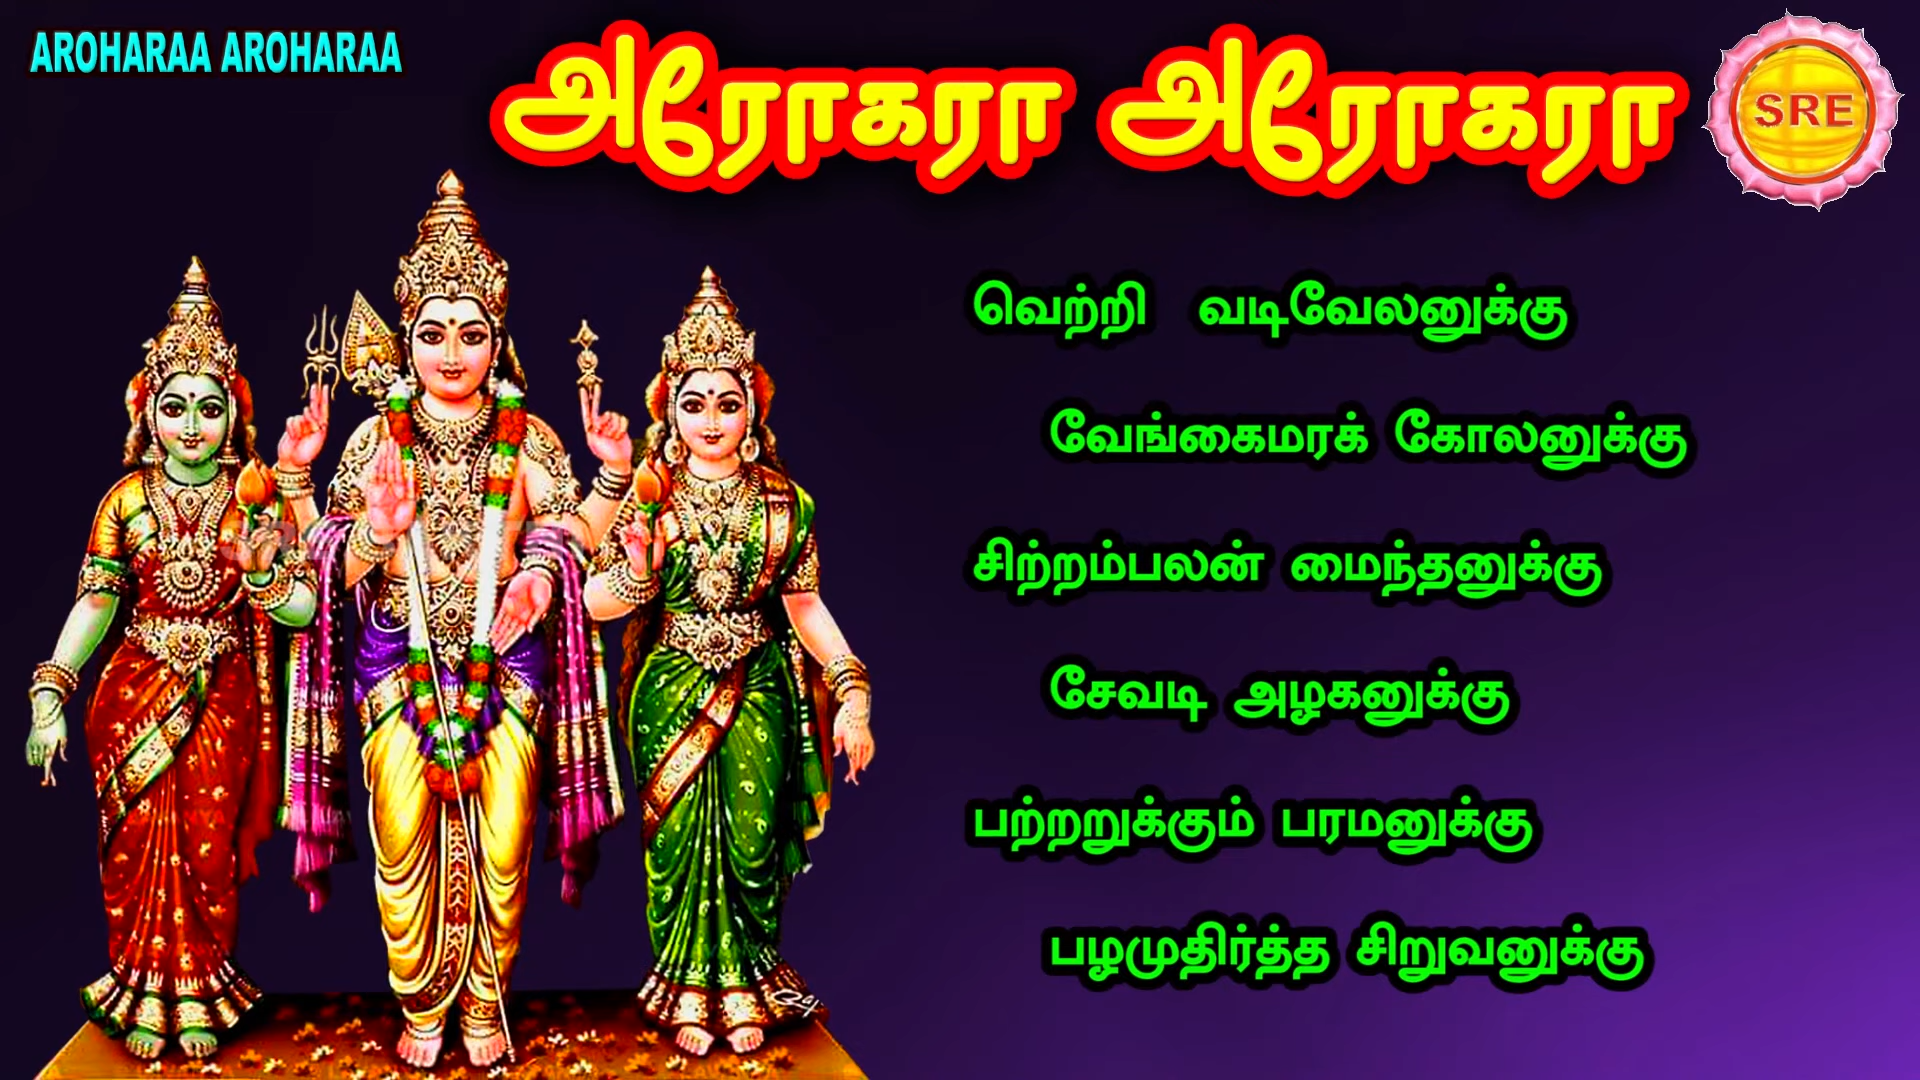 AROHARAA AROHARAA
அரோகரா அரோகரா
SRE
வெற்றி வடிவேலனுக்கு
வேங்கைமரக் கோலனுக்கு
சிற்றம்பலன் மைந்தனுக்கு
சேவடி அழகனுக்கு
பற்றறுக்கும் பரமனுக்கு
பழமுதிர்த்த சிறுவனுக்கு